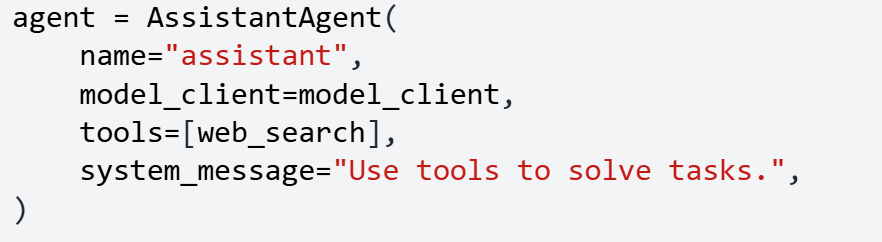 agent = AssistantAgent(
    name="assistant",
    model_client=model_client,
    tools=[web_search],
    system_message="Use tools to solve tasks.",
)